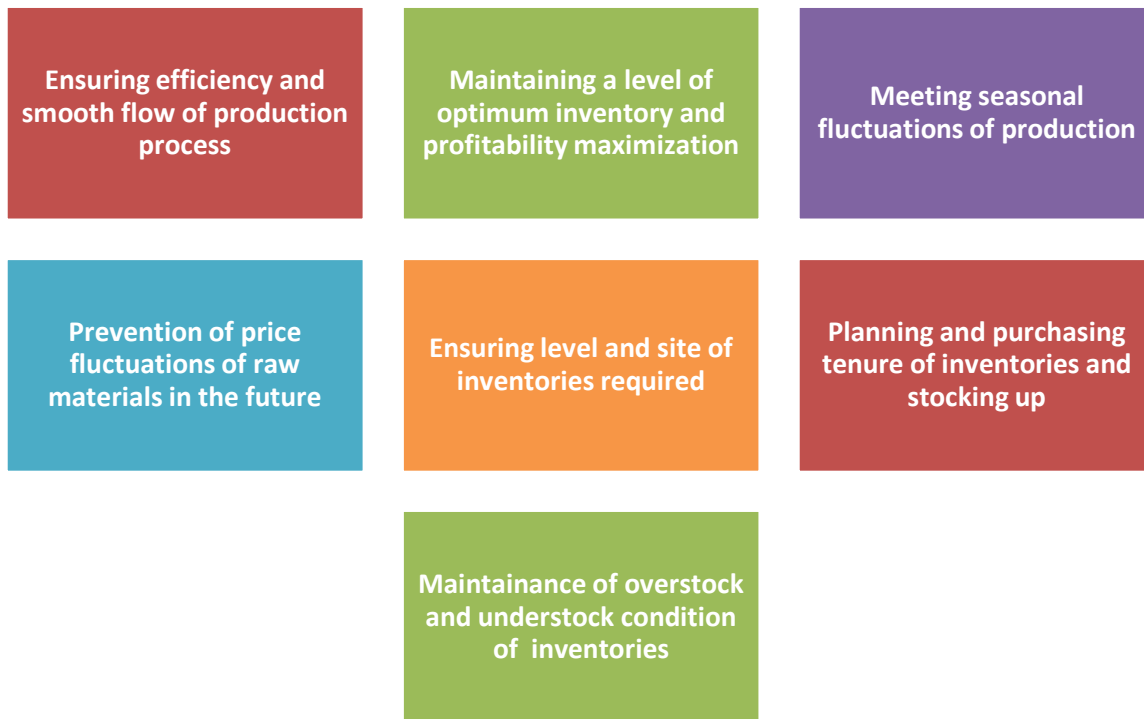 Ensuring efficiency and
smooth flow of production
process
Maintaining a level of
optimum inventory and
profitability maximization
Meeting seasonal
fluctuations of production
Prevention of price
fluctuations of raw
materials in the future
Ensuring level and site of
inventories required
Planning and purchasing
tenure of inventories and
stocking up
Maintainance of overstock
and understock condition
of inventories